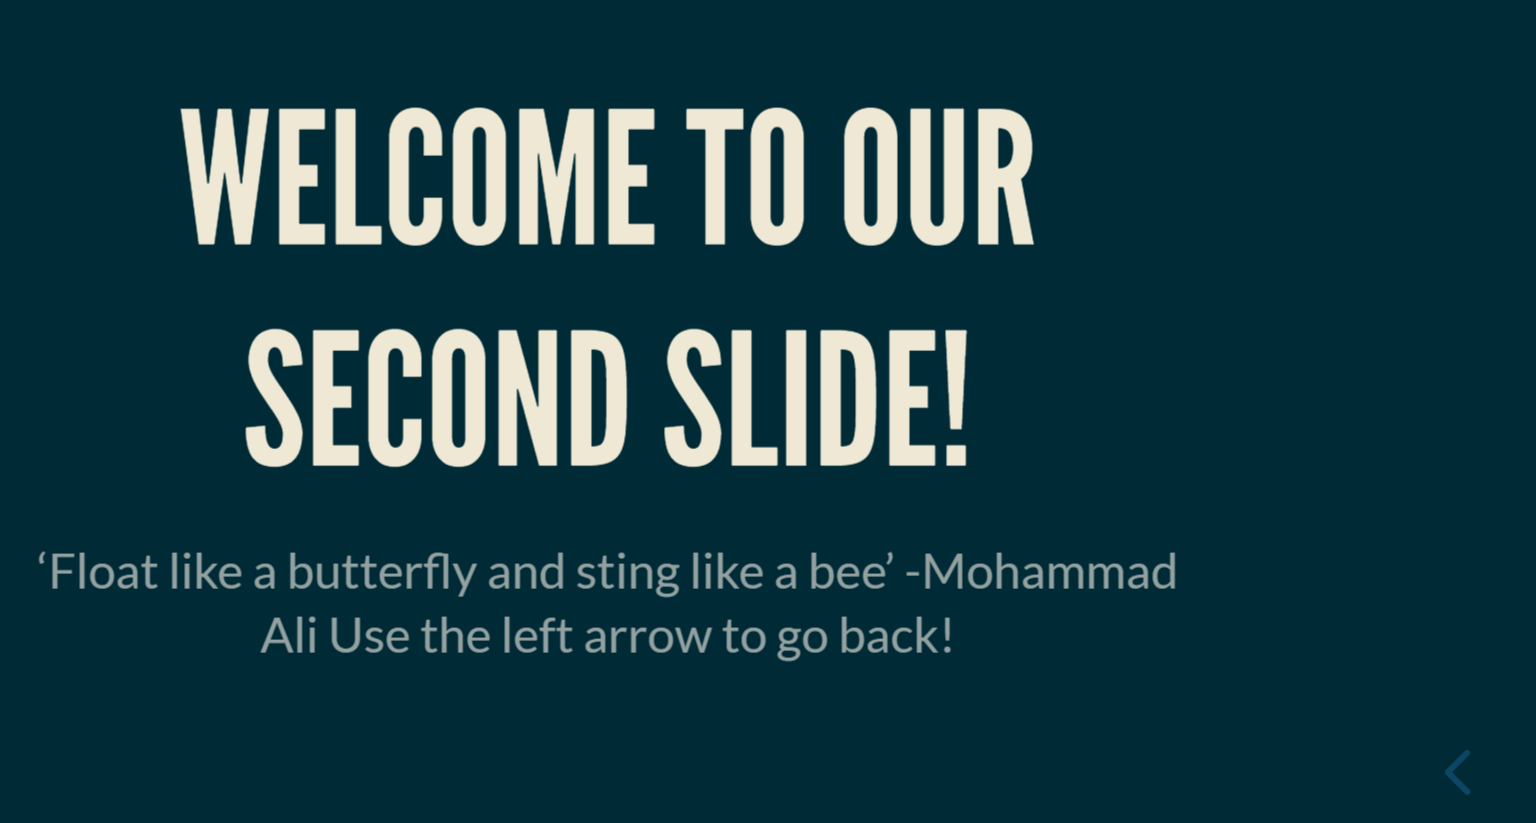 WELCOME TO OUR
SECOND SLIDE!
‘Float like a butterfly and sting like a bee’ -Mohammad
Ali Use the left arrow to go back!